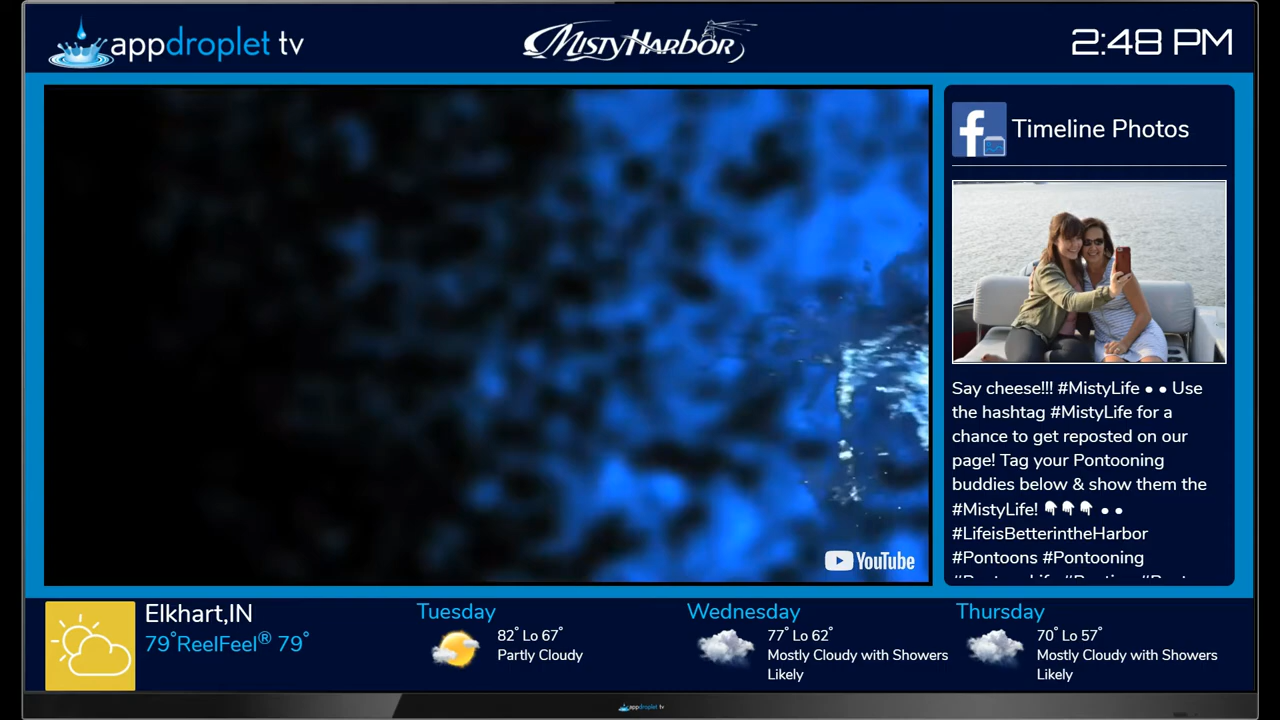 appdroplet tv
MistyHarbor
2:48 PM
Timeline Photos
Say cheese!!! #MistyLife ● ● Use
the hashtag #MistyLife for a
chance to get reposted on our
page! Tag your Pontooning
buddies below & show them the
#MistyLife! 👇👇👇 ● ●
#LifeisBetterintheHarbor
#Pontoons #Pontooning
YouTube
Elkhart,IN
79°ReelFeel® 79°
Tuesday
82° Lo 67°
Partly Cloudy
Wednesday
77° Lo 62°
Mostly Cloudy with Showers
Likely
Thursday
70° Lo 57°
Mostly Cloudy with Showers
Likely
appdroplet tv